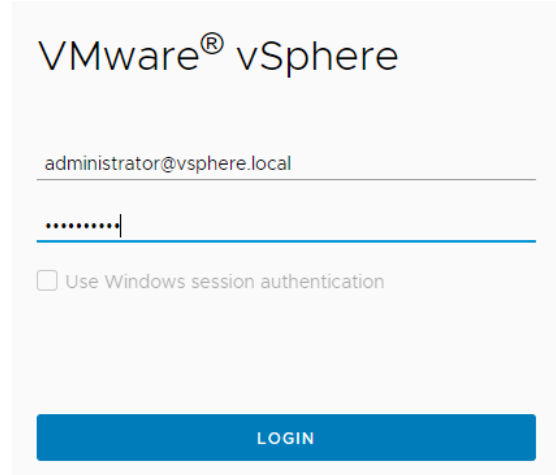 VMware® vSphere
administrator@vsphere.local
••••••••••
Use Windows session authentication
LOGIN